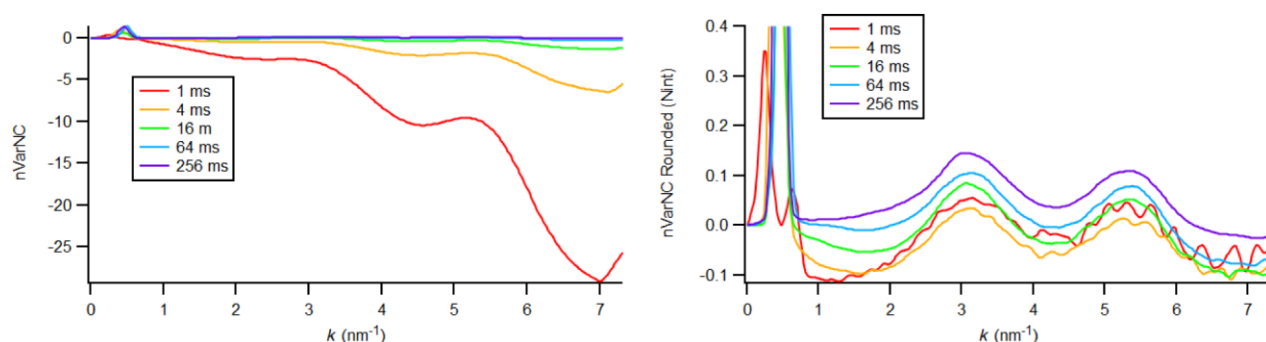 nVarNC
0
-5
-10
-15
-20
-25
1 ms
4 ms
16 m
64 ms
256 ms
0 1 2 3 4 5 6 7
k (nm⁻¹)
nVarNC Rounded (Nint)
0.4
0.3
0.2
0.1
0.0
-0.1
1 ms
4 ms
16 ms
64 ms
256 ms
0 1 2 3 4 5 6 7
k (nm⁻¹)